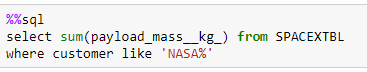 %%sql
select sum(payload_mass__kg_) from SPACEXTBL
where customer like 'NASA%'